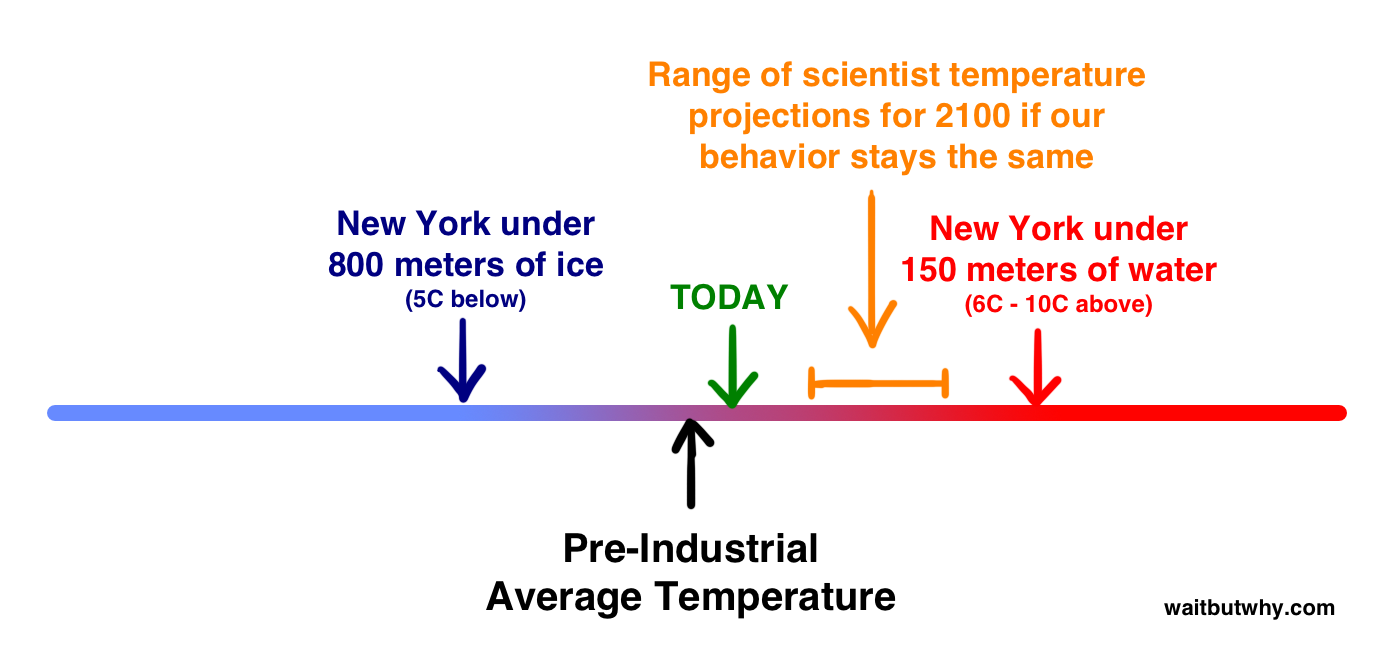 Range of scientist temperature
projections for 2100 if our
behavior stays the same
New York under
800 meters of ice
(5C below)
TODAY
New York under
150 meters of water
(6C - 10C above)
Pre-Industrial
Average Temperature
waitbutwhy.com